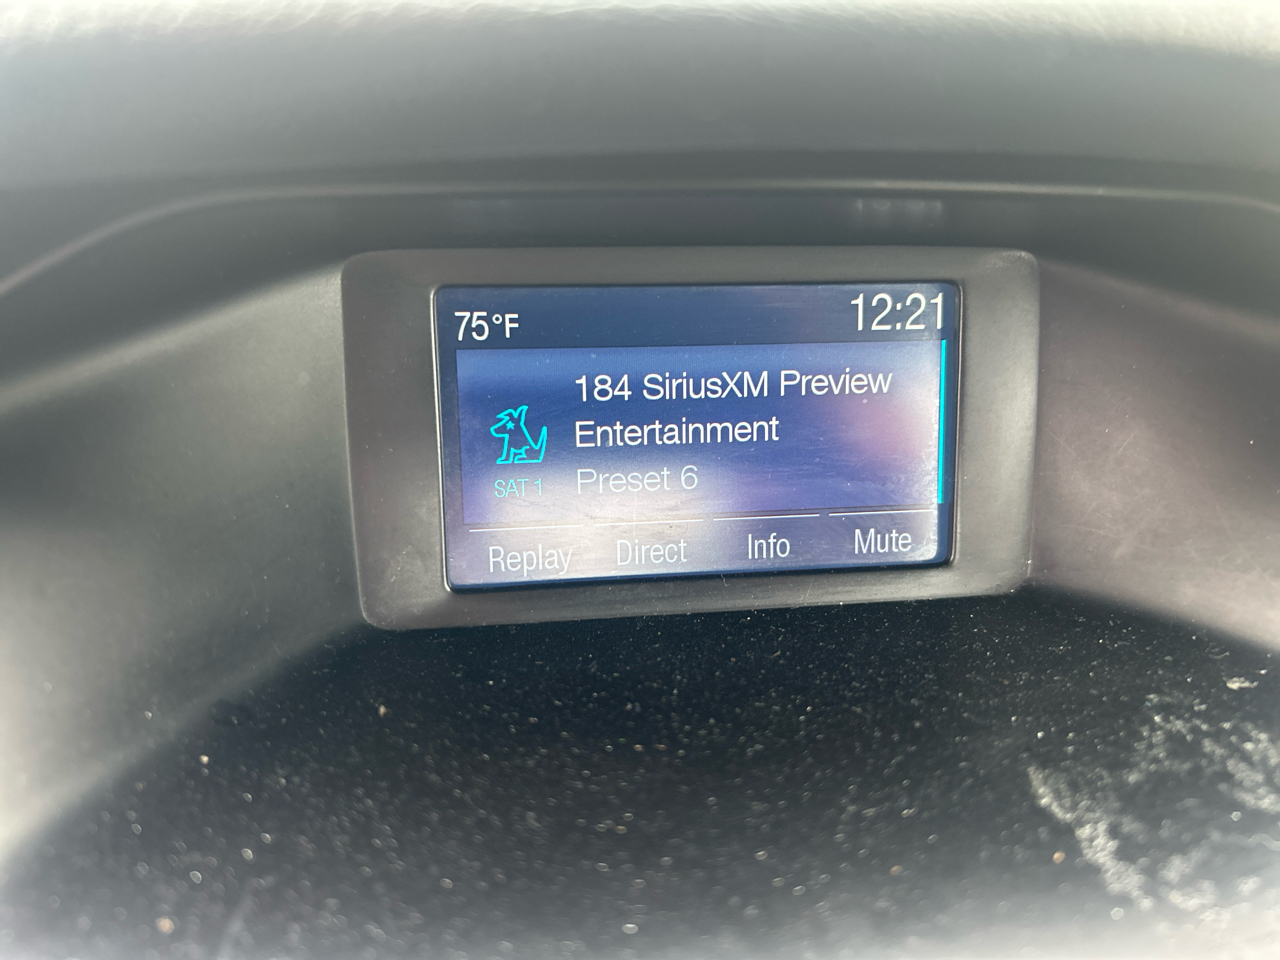 75°F
12:21
184 SiriusXM Preview
Entertainment
Preset 6
SAT 1
Replay
Direct
Info
Mute